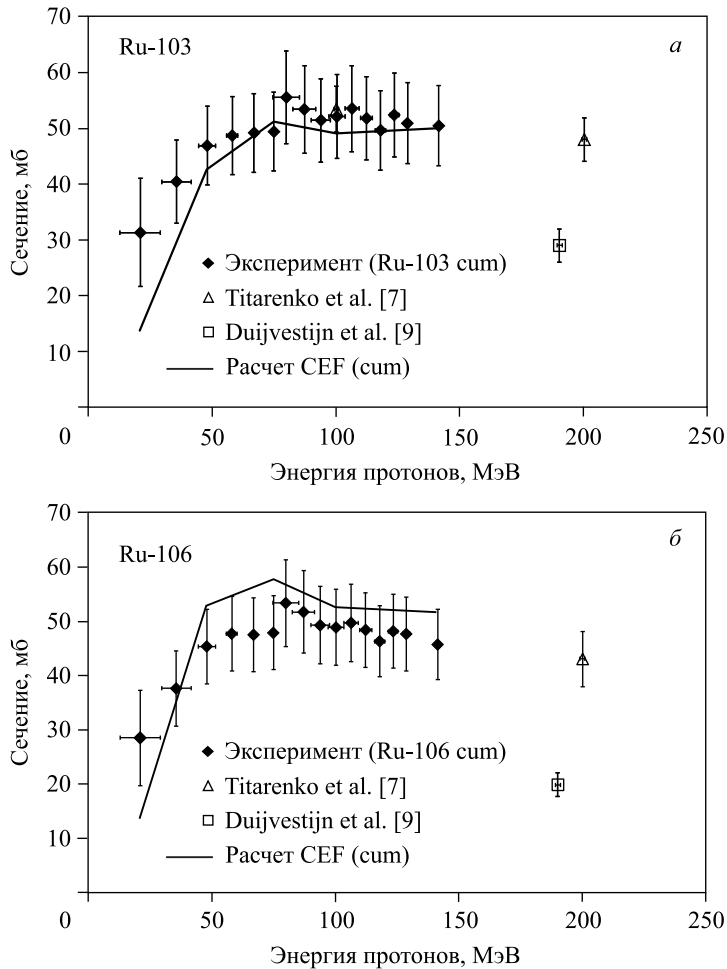 70
Ru-103
а
60
50
40
30
20
10
0
50
100
150
200
250
Сечение, мб
Эксперимент (Ru-103 cum)
Titarenko et al. [7]
Duijvestijn et al. [9]
Расчет CEF (cum)
Энергия протонов, МэВ
70
Ru-106
б
60
50
40
30
20
10
0
50
100
150
200
250
Сечение, мб
Эксперимент (Ru-106 cum)
Titarenko et al. [7]
Duijvestijn et al. [9]
Расчет CEF (cum)
Энергия протонов, МэВ